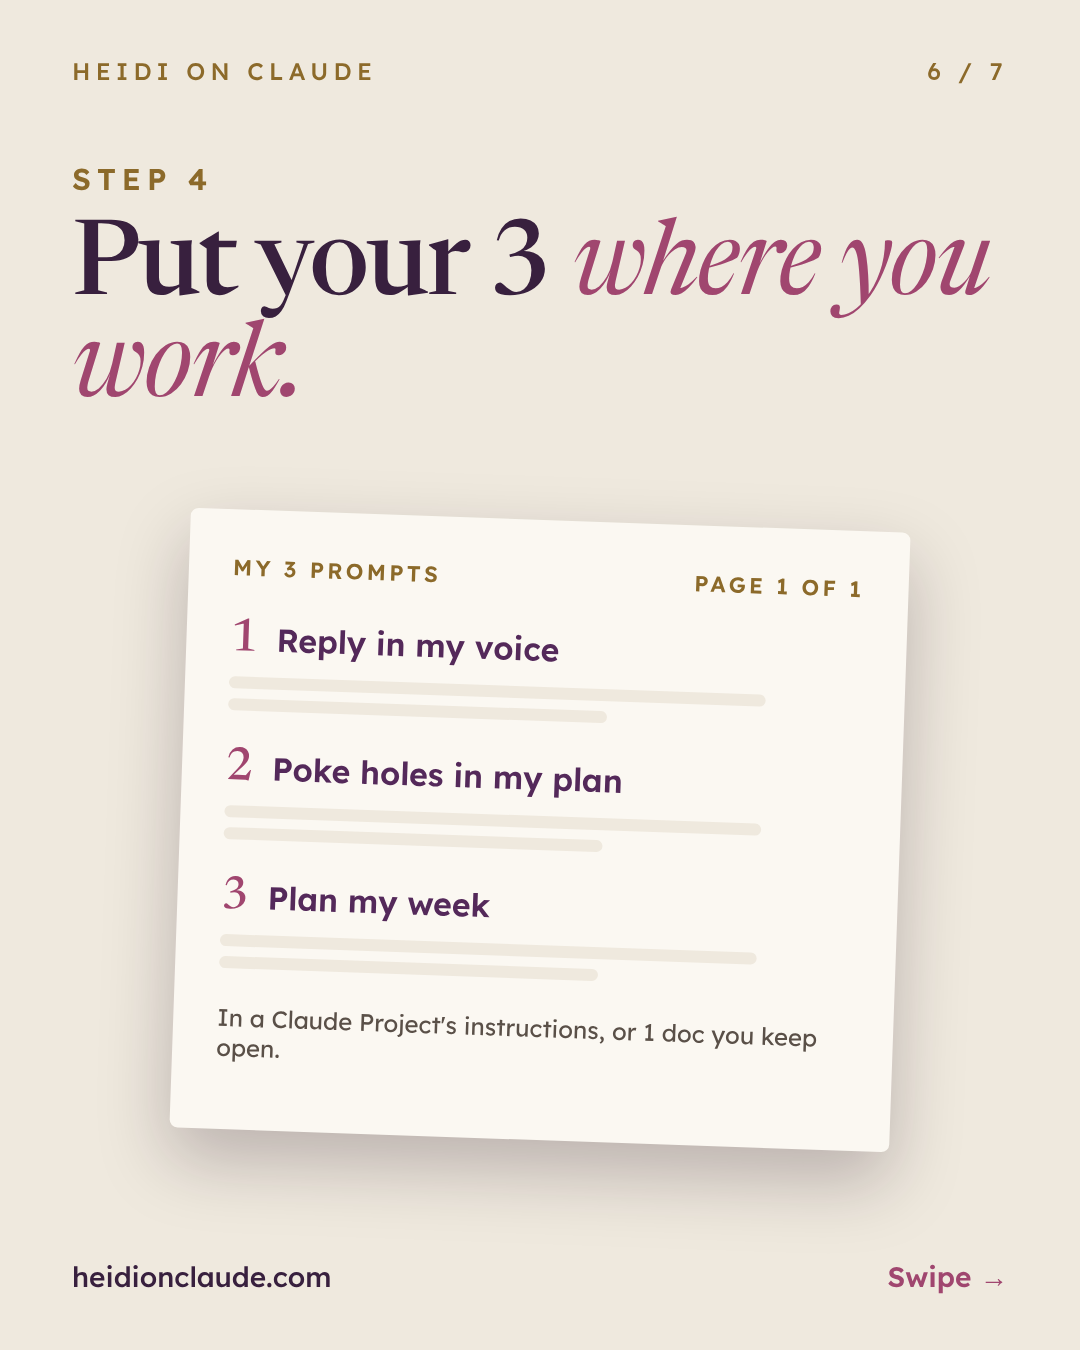 HEIDI ON CLAUDE
6 / 7
STEP 4
Put your 3 where you
work.
MY 3 PROMPTS
PAGE 1 OF 1
1 Reply in my voice
2 Poke holes in my plan
3 Plan my week
In a Claude Project's instructions, or 1 doc you keep
open.
heidionclaude.com
Swipe →